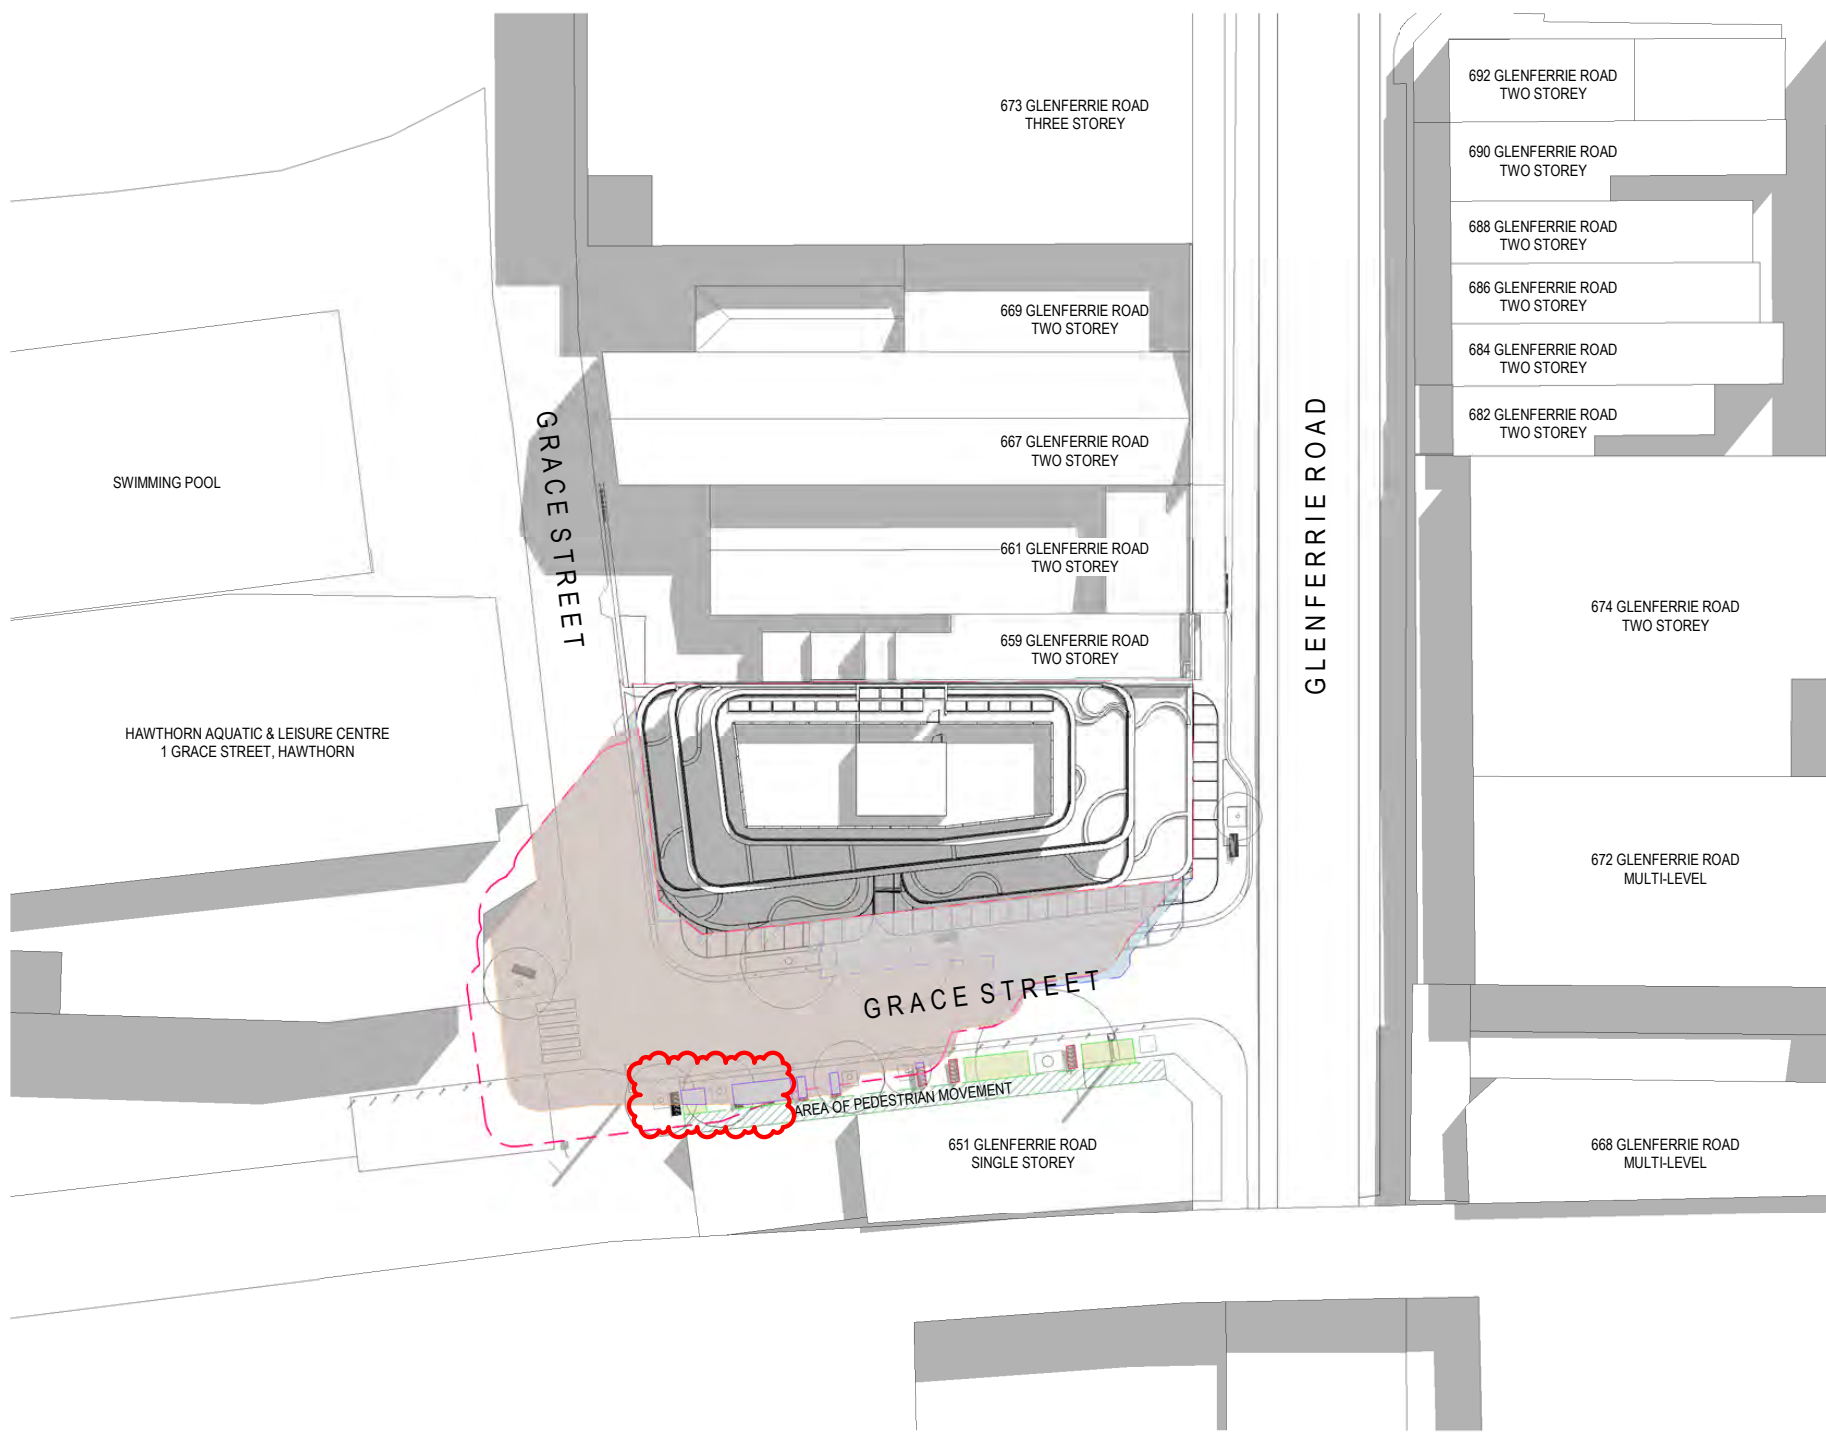 673 GLENFERRIE ROAD
THREE STOREY
692 GLENFERRIE ROAD
TWO STOREY
690 GLENFERRIE ROAD
TWO STOREY
688 GLENFERRIE ROAD
TWO STOREY
669 GLENFERRIE ROAD
TWO STOREY
686 GLENFERRIE ROAD
TWO STOREY
684 GLENFERRIE ROAD
TWO STOREY
682 GLENFERRIE ROAD
TWO STOREY
667 GLENFERRIE ROAD
TWO STOREY
SWIMMING POOL
GRACE STREET
GLENFERRIE ROAD
661 GLENFERRIE ROAD
TWO STOREY
674 GLENFERRIE ROAD
TWO STOREY
659 GLENFERRIE ROAD
TWO STOREY
HAWTHORN AQUATIC & LEISURE CENTRE
1 GRACE STREET, HAWTHORN
672 GLENFERRIE ROAD
MULTI-LEVEL
GRACE STREET
AREA OF PEDESTRIAN MOVEMENT
651 GLENFERRIE ROAD
SINGLE STOREY
668 GLENFERRIE ROAD
MULTI-LEVEL